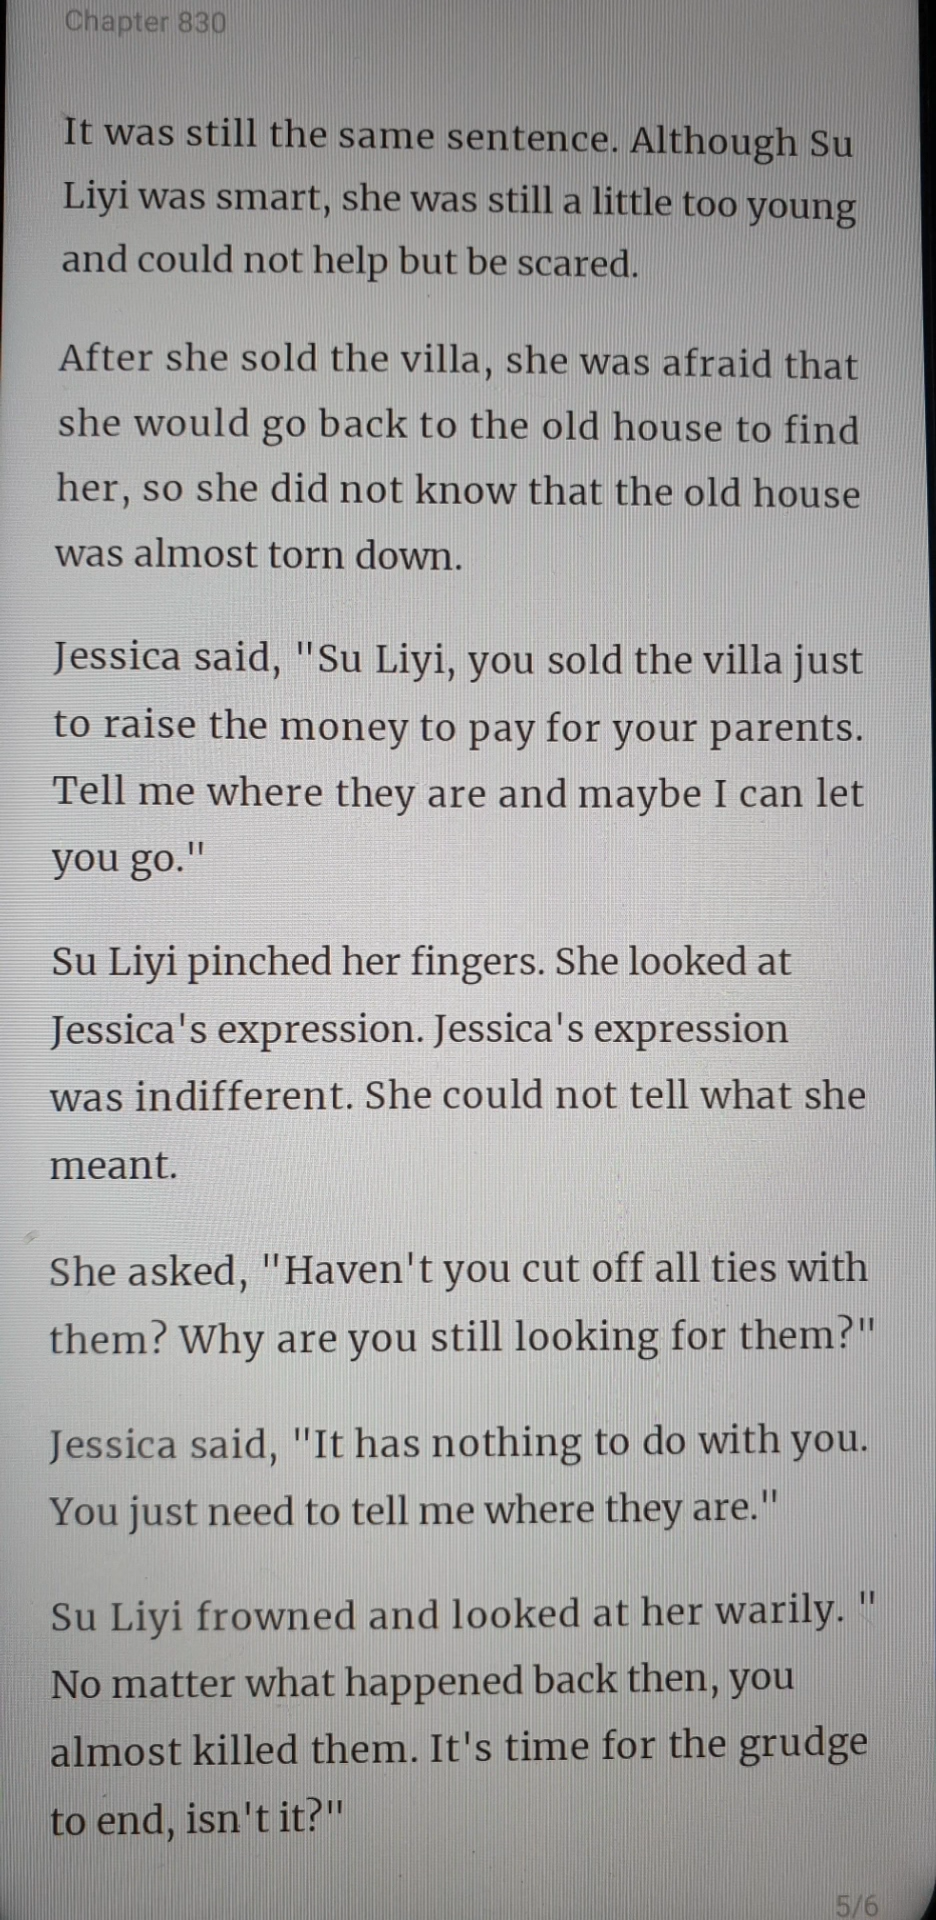 Chapter 830
It was still the same sentence. Although Su
Liyi was smart, she was still a little too young
and could not help but be scared.
After she sold the villa, she was afraid that
she would go back to the old house to find
her, so she did not know that the old house
was almost torn down.
Jessica said, "Su Liyi, you sold the villa just
to raise the money to pay for your parents.
Tell me where they are and maybe I can let
you go."
Su Liyi pinched her fingers. She looked at
Jessica's expression. Jessica's expression
was indifferent. She could not tell what she
meant.
She asked, "Haven't you cut off all ties with
them? Why are you still looking for them?"
Jessica said, "It has nothing to do with you.
You just need to tell me where they are."
Su Liyi frowned and looked at her warily. "
No matter what happened back then, you
almost killed them. It's time for the grudge
to end, isn't it?"
5/6